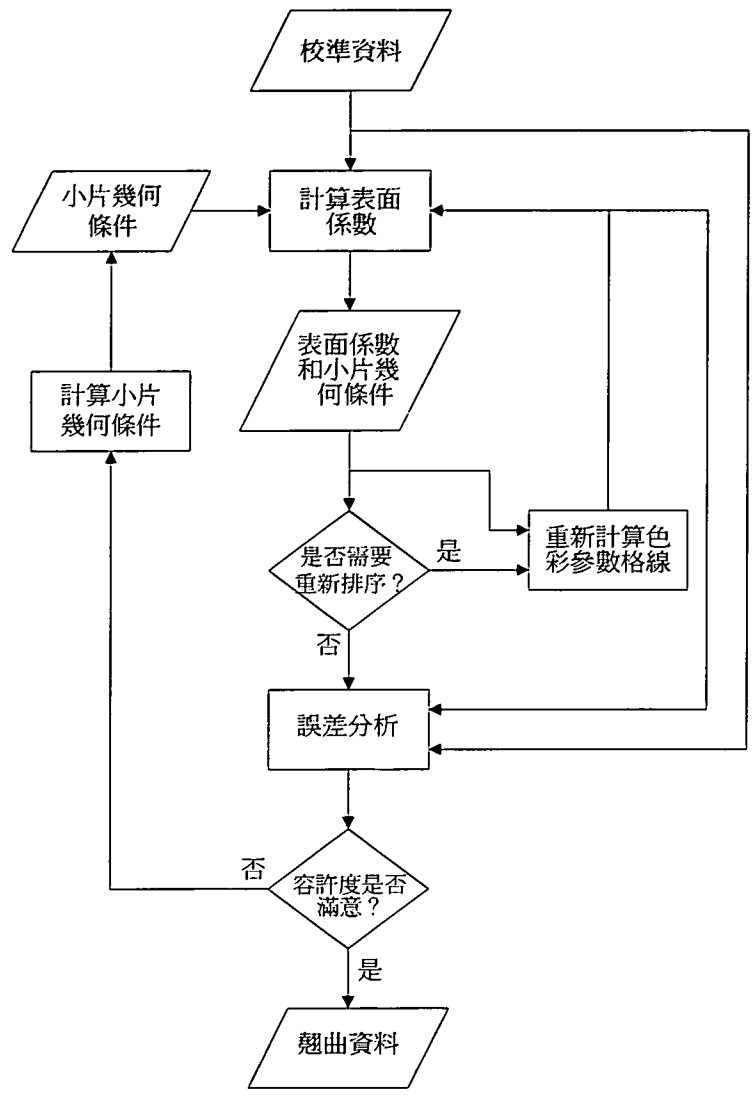 校準資料
小片幾何
條件
計算表面
係數
表面係數
和小片幾
何條件
計算小片
幾何條件
是否需要
重新排序？
是
重新計算色
彩參數格線
否
誤差分析
否
容許度是否
滿意？
是
翹曲資料